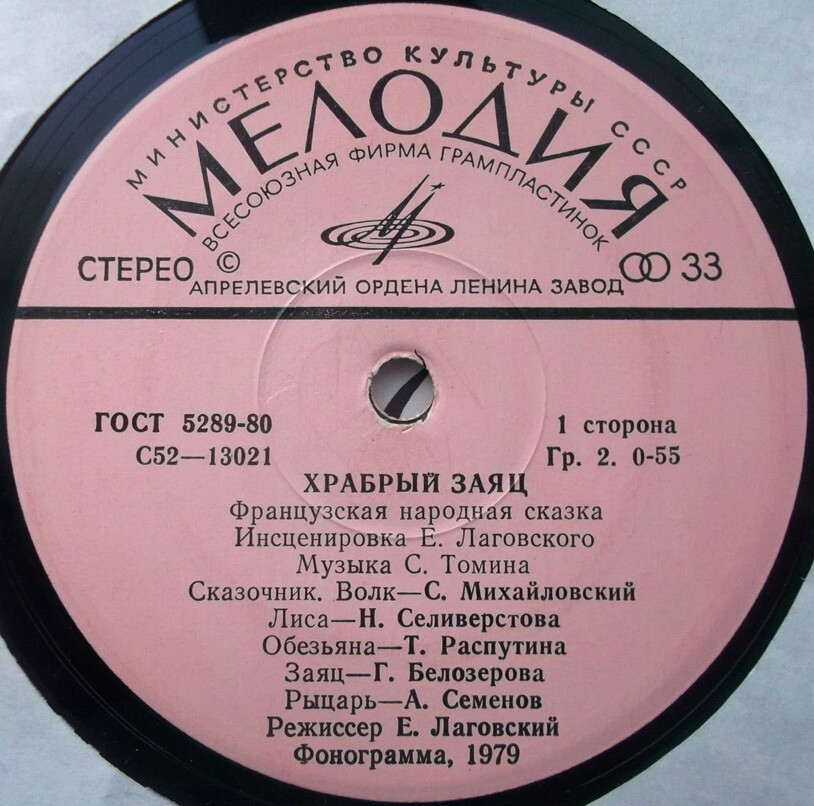 МИНИСТЕРСТВО КУЛЬТУРЫ СССР
МЕЛОДИЯ
ВСЕСОЮЗНАЯ ФИРМА ГРАМПЛАСТИНОК
СТЕРЕО © 33
АПРЕЛЕВСКИЙ ОРДЕНА ЛЕНИНА ЗАВОД
ГОСТ 5289-80 1 сторона
С52—13021 Гр. 2. 0-55
ХРАБРЫЙ ЗАЯЦ
Французская народная сказка
Инсценировка Е. Лаговского
Музыка С. Томина
Сказочник. Волк—С. Михайловский
Лиса—Н. Селиверстова
Обезьяна—Т. Распутина
Заяц—Г. Белозерова
Рыцарь—А. Семенов
Режиссер Е. Лаговский
Фонограмма, 1979